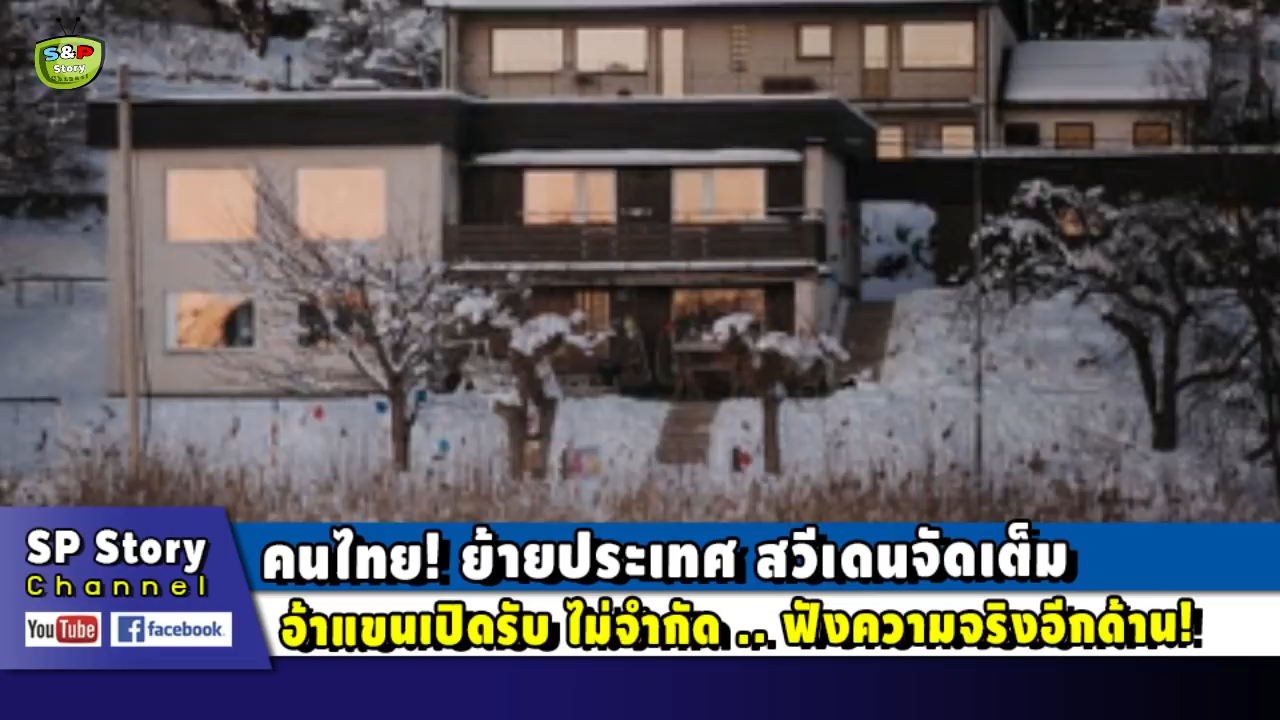 S&P
Story
Channel
SP Story
Channel
YouTube
facebook.
คนไทย! ย้ายประเทศ สวีเดนจัดเต็ม
อ้าแขนเปิดรับ ไม่จำกัด .. ฟังความจริงอีกด้าน!